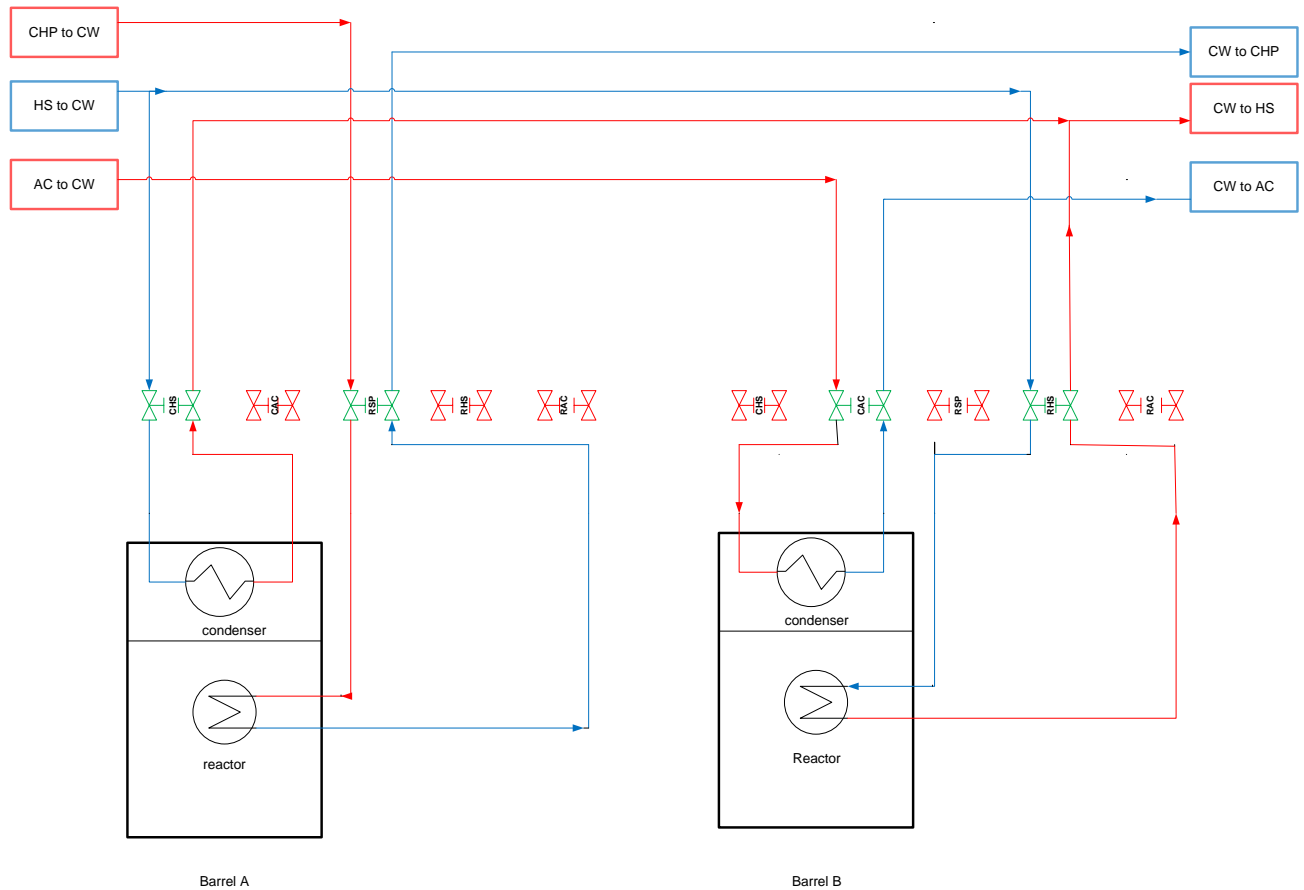 CHP to CW
CW to CHP
HS to CW
CW to HS
AC to CW
CW to AC
CHS
CAC
RSP
RHS
RAC
CHS
CAC
RSP
RHS
RAC
condenser
condenser
reactor
Reactor
Barrel A
Barrel B